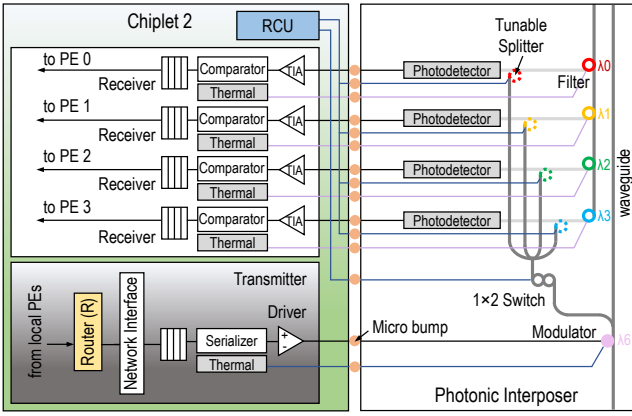 Chiplet 2
RCU
Tunable
Splitter
to PE 0
Receiver
Comparator
TIA
Thermal
Photodetector
λ0
Filter
to PE 1
Receiver
Comparator
TIA
Thermal
Photodetector
λ1
to PE 2
Receiver
Comparator
TIA
Thermal
Photodetector
λ2
to PE 3
Receiver
Comparator
TIA
Thermal
Photodetector
λ3
waveguide
Transmitter
1×2 Switch
from local PEs
Router (R)
Network Interface
Serializer
Thermal
Driver
+
-
Micro bump
Modulator
λ6
Photonic Interposer